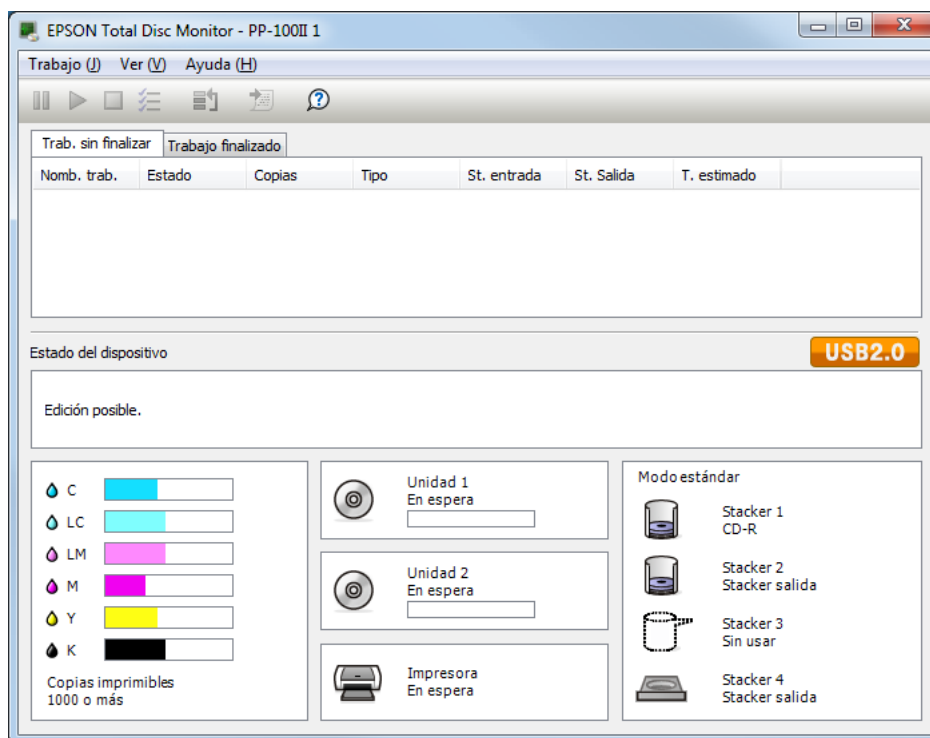 EPSON Total Disc Monitor - PP-100II 1
Trabajo (J) Ver (V) Ayuda (H)
Trab. sin finalizar Trabajo finalizado
Nomb. trab. Estado Copias Tipo St. entrada St. Salida T. estimado
Estado del dispositivo
USB2.0
Edición posible.
C
LC
LM
M
Y
K
Copias imprimibles
1000 o más
Unidad 1
En espera
Unidad 2
En espera
Impresora
En espera
Modo estándar
Stacker 1
CD-R
Stacker 2
Stacker salida
Stacker 3
Sin usar
Stacker 4
Stacker salida